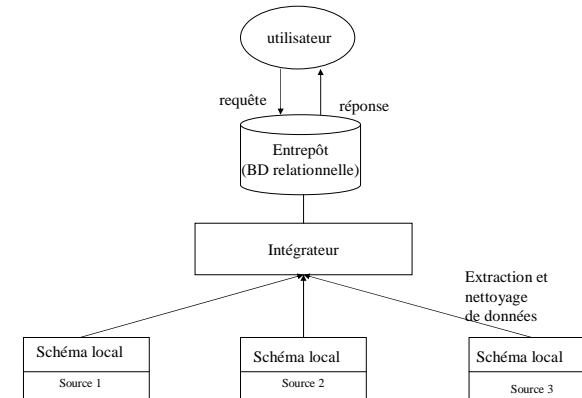 utilisateur
requête
réponse
Entrepôt
(BD relationnelle)
Intégrateur
Extraction et
nettoyage
de données
Schéma local
Source 1
Schéma local
Source 2
Schéma local
Source 3